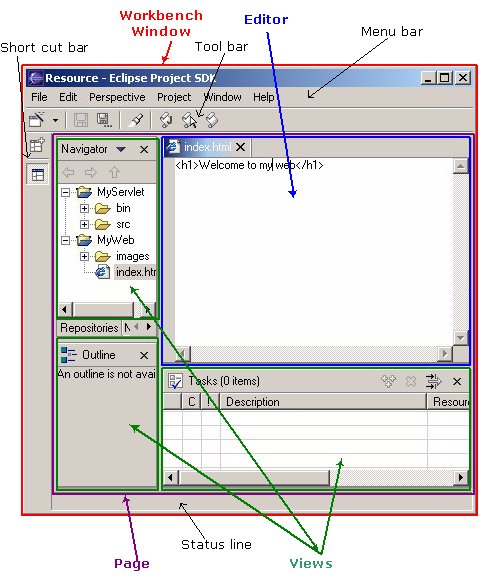 Workbench
Window
Editor
Menu bar
Short cut bar
Tool bar
Resource - Eclipse Project SDK
File Edit Perspective Project Window Help
Navigator
index.html
<h1>Welcome to my web</h1>
MyServlet
bin
src
MyWeb
images
index.htm
Repositories N
Outline
An outline is not avai
Tasks (0 items)
C ! Description Resour
Page
Status line
Views